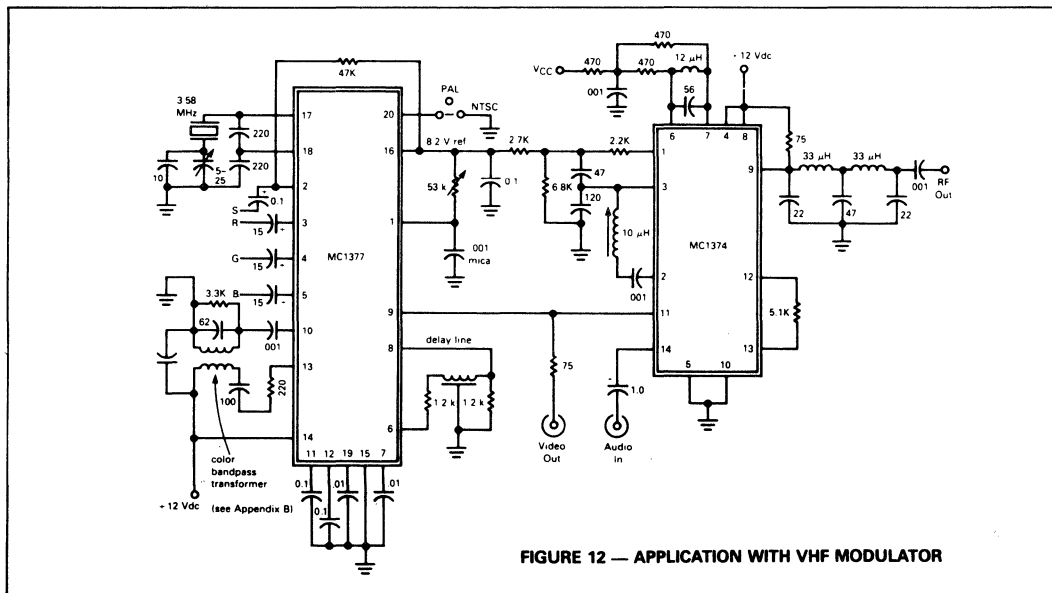 470
12 μH
- 12 Vdc
VCC
470
470
47K
001
56
PAL
NTSC
3 58
MHz
17
20
6
7
4
8
75
220
8 2 V ref
2.7K
2.2K
18
16
1
9
33 μH
33 μH
220
5-
25
10
53 k
0 1
6 8K
47
3
001
RF
Out
2
0.1
120
22
47
22
S
R
15
3
1
10 μH
MC1377
MC1374
001
mica
G
15
4
2
12
001
3.3K
B
15
5
5.1K
9
11
62
10
8
delay line
001
14
13
13
75
5
10
220
100
1 2 k
1 2 k
1.0
6
14
Video
Out
Audio
In
11
12
19
15
7
color
bandpass
transformer
0.1
.01
.01
+ 12 Vdc
(see Appendix B)
0.1
FIGURE 12 — APPLICATION WITH VHF MODULATOR